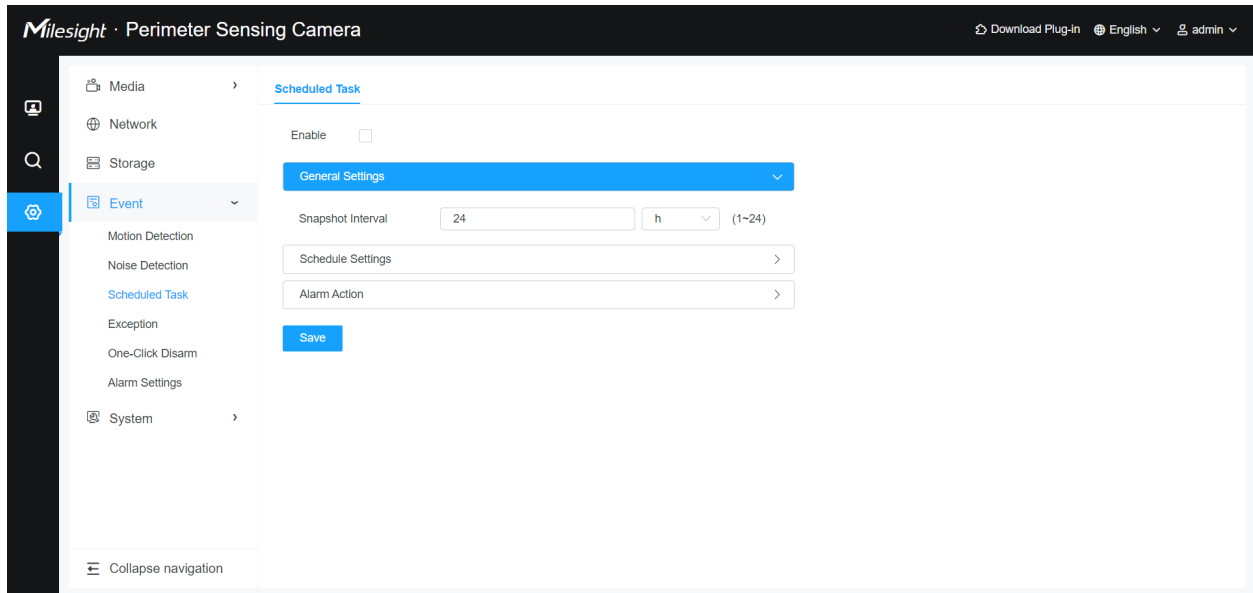 Milesight · Perimeter Sensing Camera
Download Plug-in English admin
Media
Network
Storage
Event
Motion Detection
Noise Detection
Scheduled Task
Exception
One-Click Disarm
Alarm Settings
System
Collapse navigation
Scheduled Task
Enable
General Settings
Snapshot Interval 24 h (1~24)
Schedule Settings
Alarm Action
Save